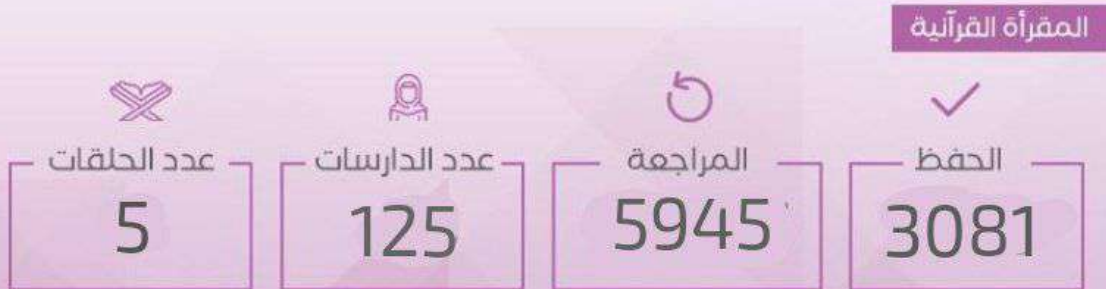 المقرأة القرآنية
الحفظ المراجعة عدد الدارسات عدد الحلقات
3081 5945 125 5